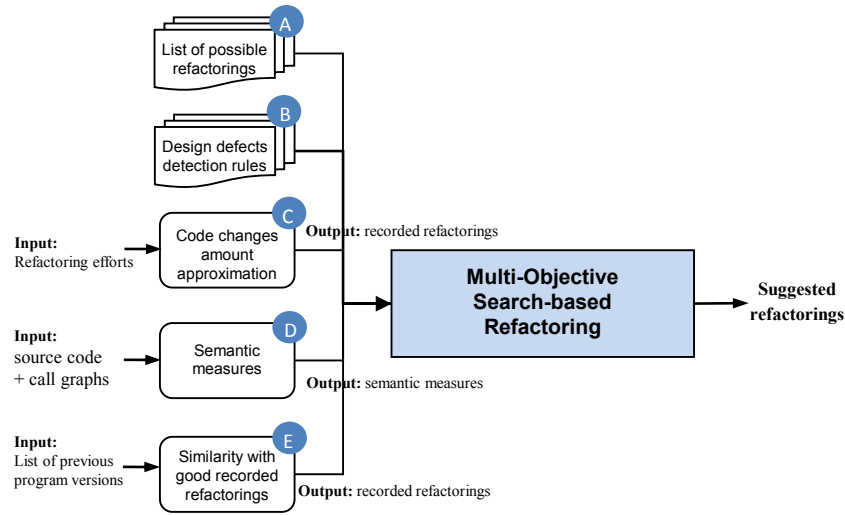 A
List of possible
refactorings
B
Design defects
detection rules
C
Input:
Refactoring efforts
Code changes
amount
approximation
Output: recorded refactorings
Multi-Objective
Search-based
Refactoring
Suggested
refactorings
D
Input:
source code
+ call graphs
Semantic
measures
Output: semantic measures
E
Input:
List of previous
program versions
Similarity with
good recorded
refactorings
Output: recorded refactorings